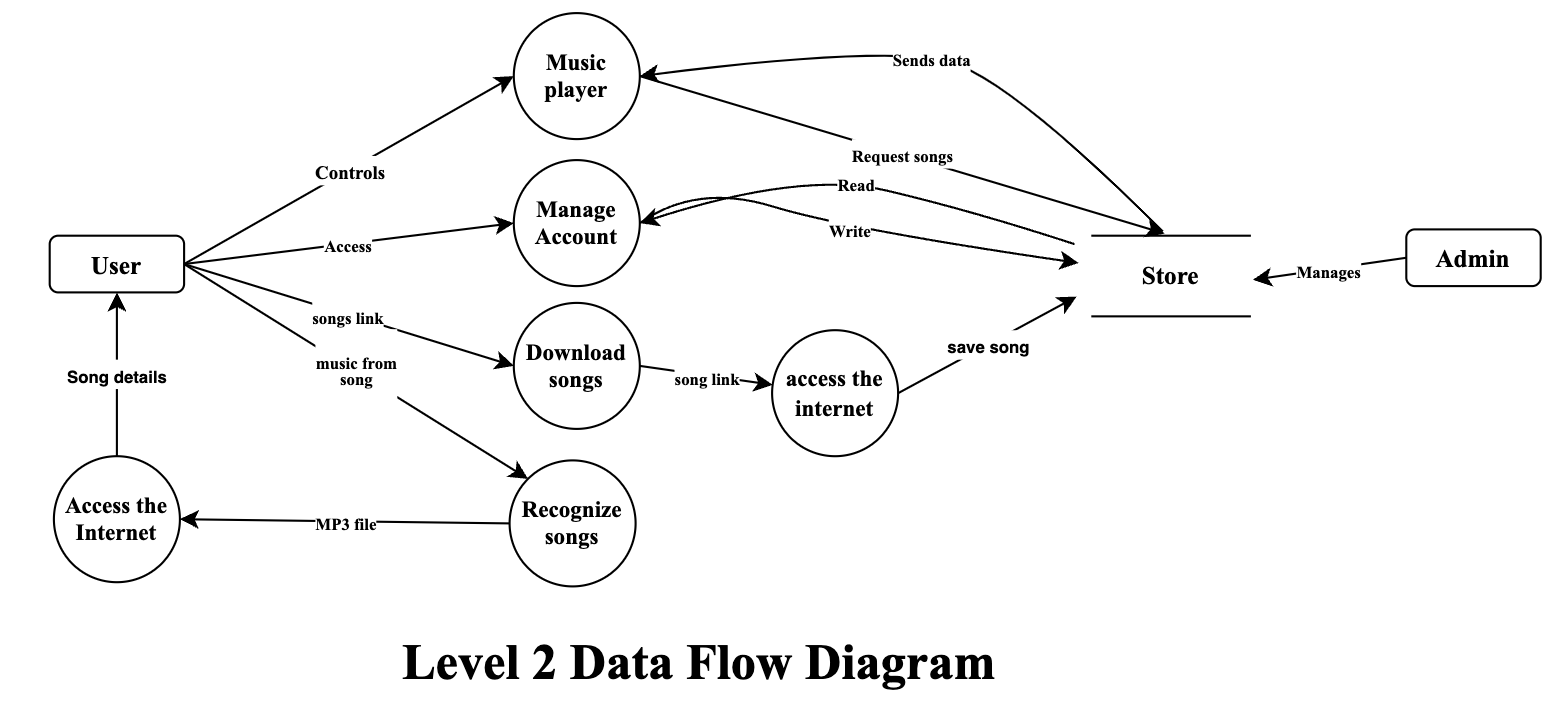 Music
player
Sends data
Request songs
Controls
Manage
Account
Read
Write
Access
User
Store
Admin
Manages
songs link
music from
song
Download
songs
song link
access the
internet
save song
Song details
Access the
Internet
MP3 file
Recognize
songs
Level 2 Data Flow Diagram